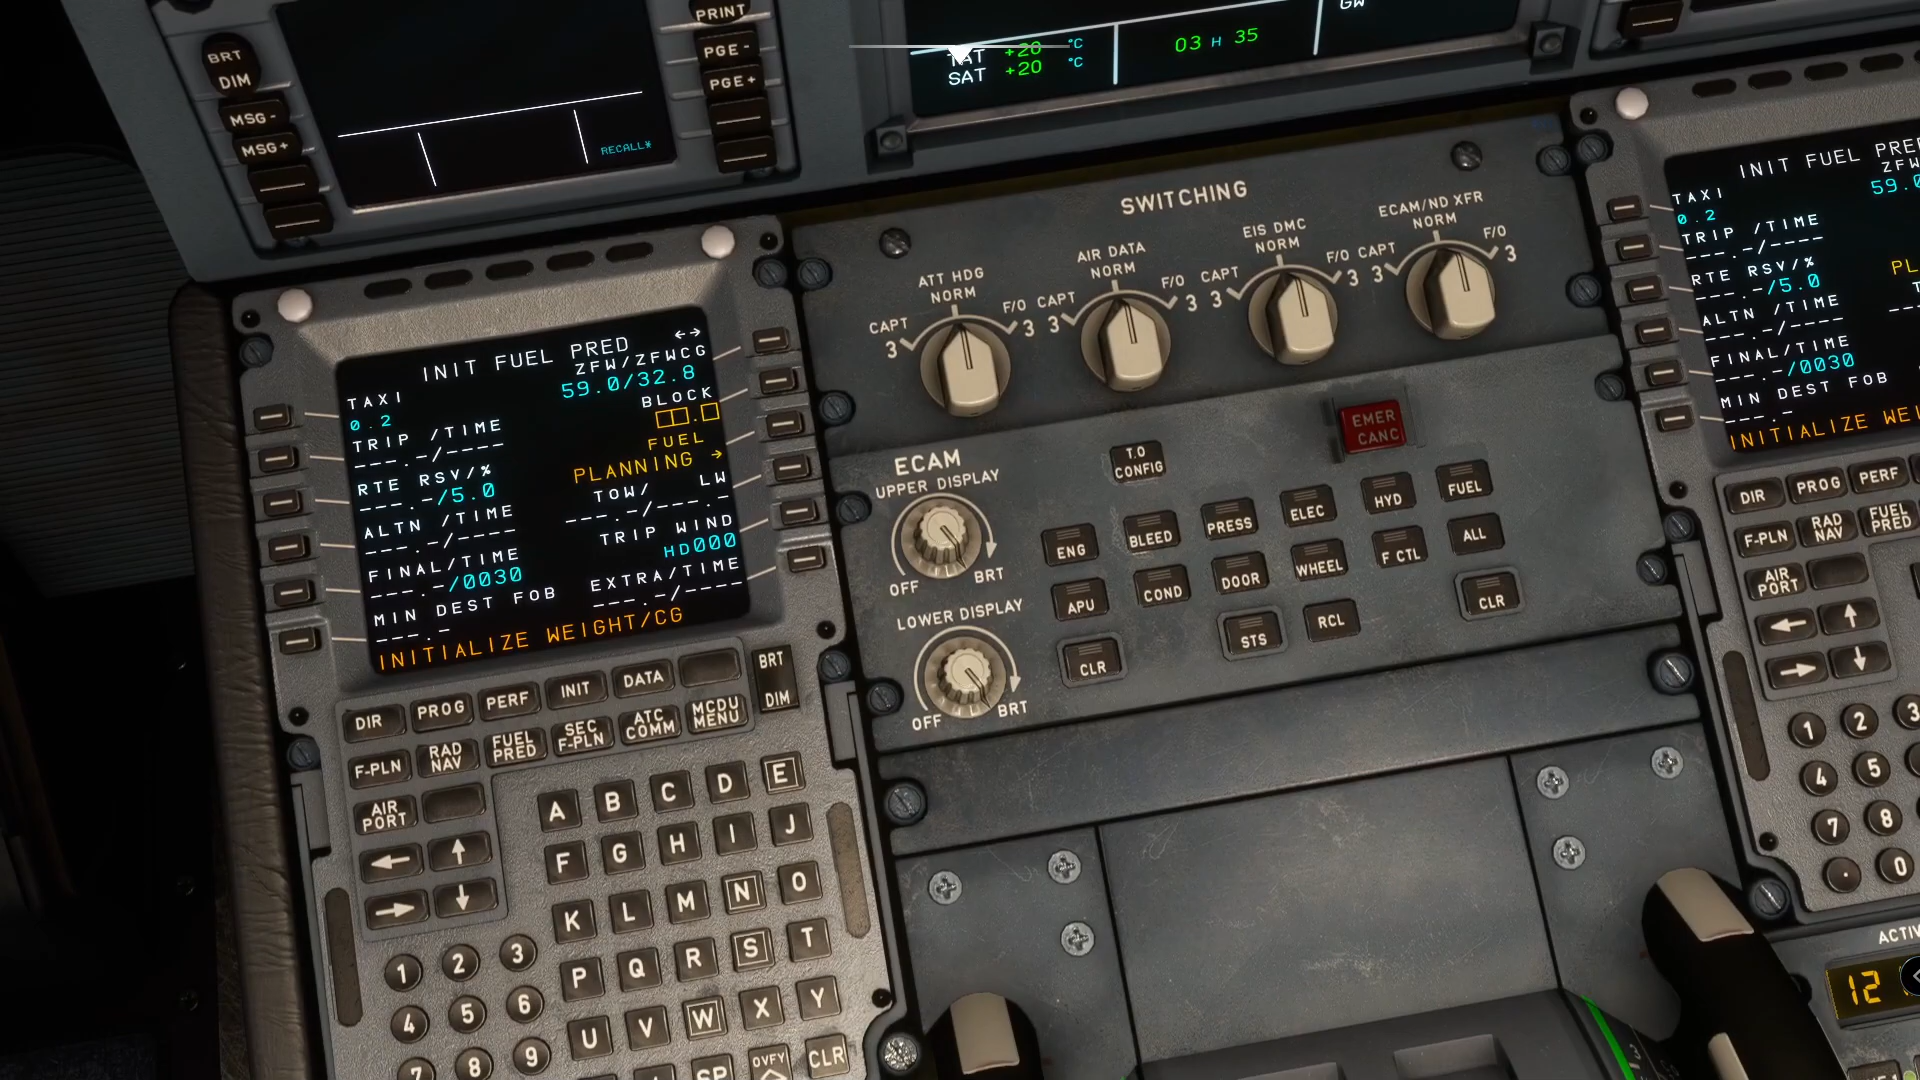 BRT
DIM
MSG-
MSG+
RECALL*
PRINT
PGE-
PGE+
TAT +20 °C
SAT +20 °C
03 H 35
GW
SWITCHING
ATT HDG
NORM
CAPT
3
F/O
3
AIR DATA
NORM
CAPT
3
F/O
3
EIS DMC
NORM
CAPT
3
F/O
3
ECAM/ND XFR
NORM
CAPT
3
F/O
3
INIT FUEL PRED ←→
TAXI ZFW/ZFWCG
0.2 59.0/32.8
TRIP /TIME BLOCK
---.-/---- □□.□
RTE RSV/% FUEL
---.-/5.0 PLANNING →
ALTN /TIME TOW/ LW
---.-/---- ---.-/---.-
FINAL/TIME TRIP WIND
---.-/0030 HD000
MIN DEST FOB EXTRA/TIME
---.- ---.-/----
INITIALIZE WEIGHT/CG
DIR
PROG
PERF
INIT
DATA
BRT
DIM
F-PLN
RAD
NAV
FUEL
PRED
SEC
F-PLN
ATC
COMM
MCDU
MENU
AIR
PORT
←
↑
→
↓
A B C D E
F G H I J
K L M N O
P Q R S T
U V W X Y
SP
OVFY
CLR
1 2 3
4 5 6
7 8 9
ECAM
UPPER DISPLAY
OFF
BRT
LOWER DISPLAY
OFF
BRT
T.O
CONFIG
EMER
CANC
ENG
BLEED
PRESS
ELEC
HYD
FUEL
APU
COND
DOOR
WHEEL
F CTL
ALL
CLR
STS
RCL
CLR
INIT FUEL PRE
TAXI ZFW
0.2 59.0
TRIP /TIME
---.-/----
RTE RSV/%
---.-/5.0 PL
ALTN /TIME T
---.-/----
FINAL/TIME
---.-/0030
MIN DEST FOB
---.-
INITIALIZE WEI
DIR
PROG
PERF
F-PLN
RAD
NAV
FUEL
PRED
AIR
PORT
←
↑
→
↓
1 2 3
4 5
7 8
. 0
ACTIV
12